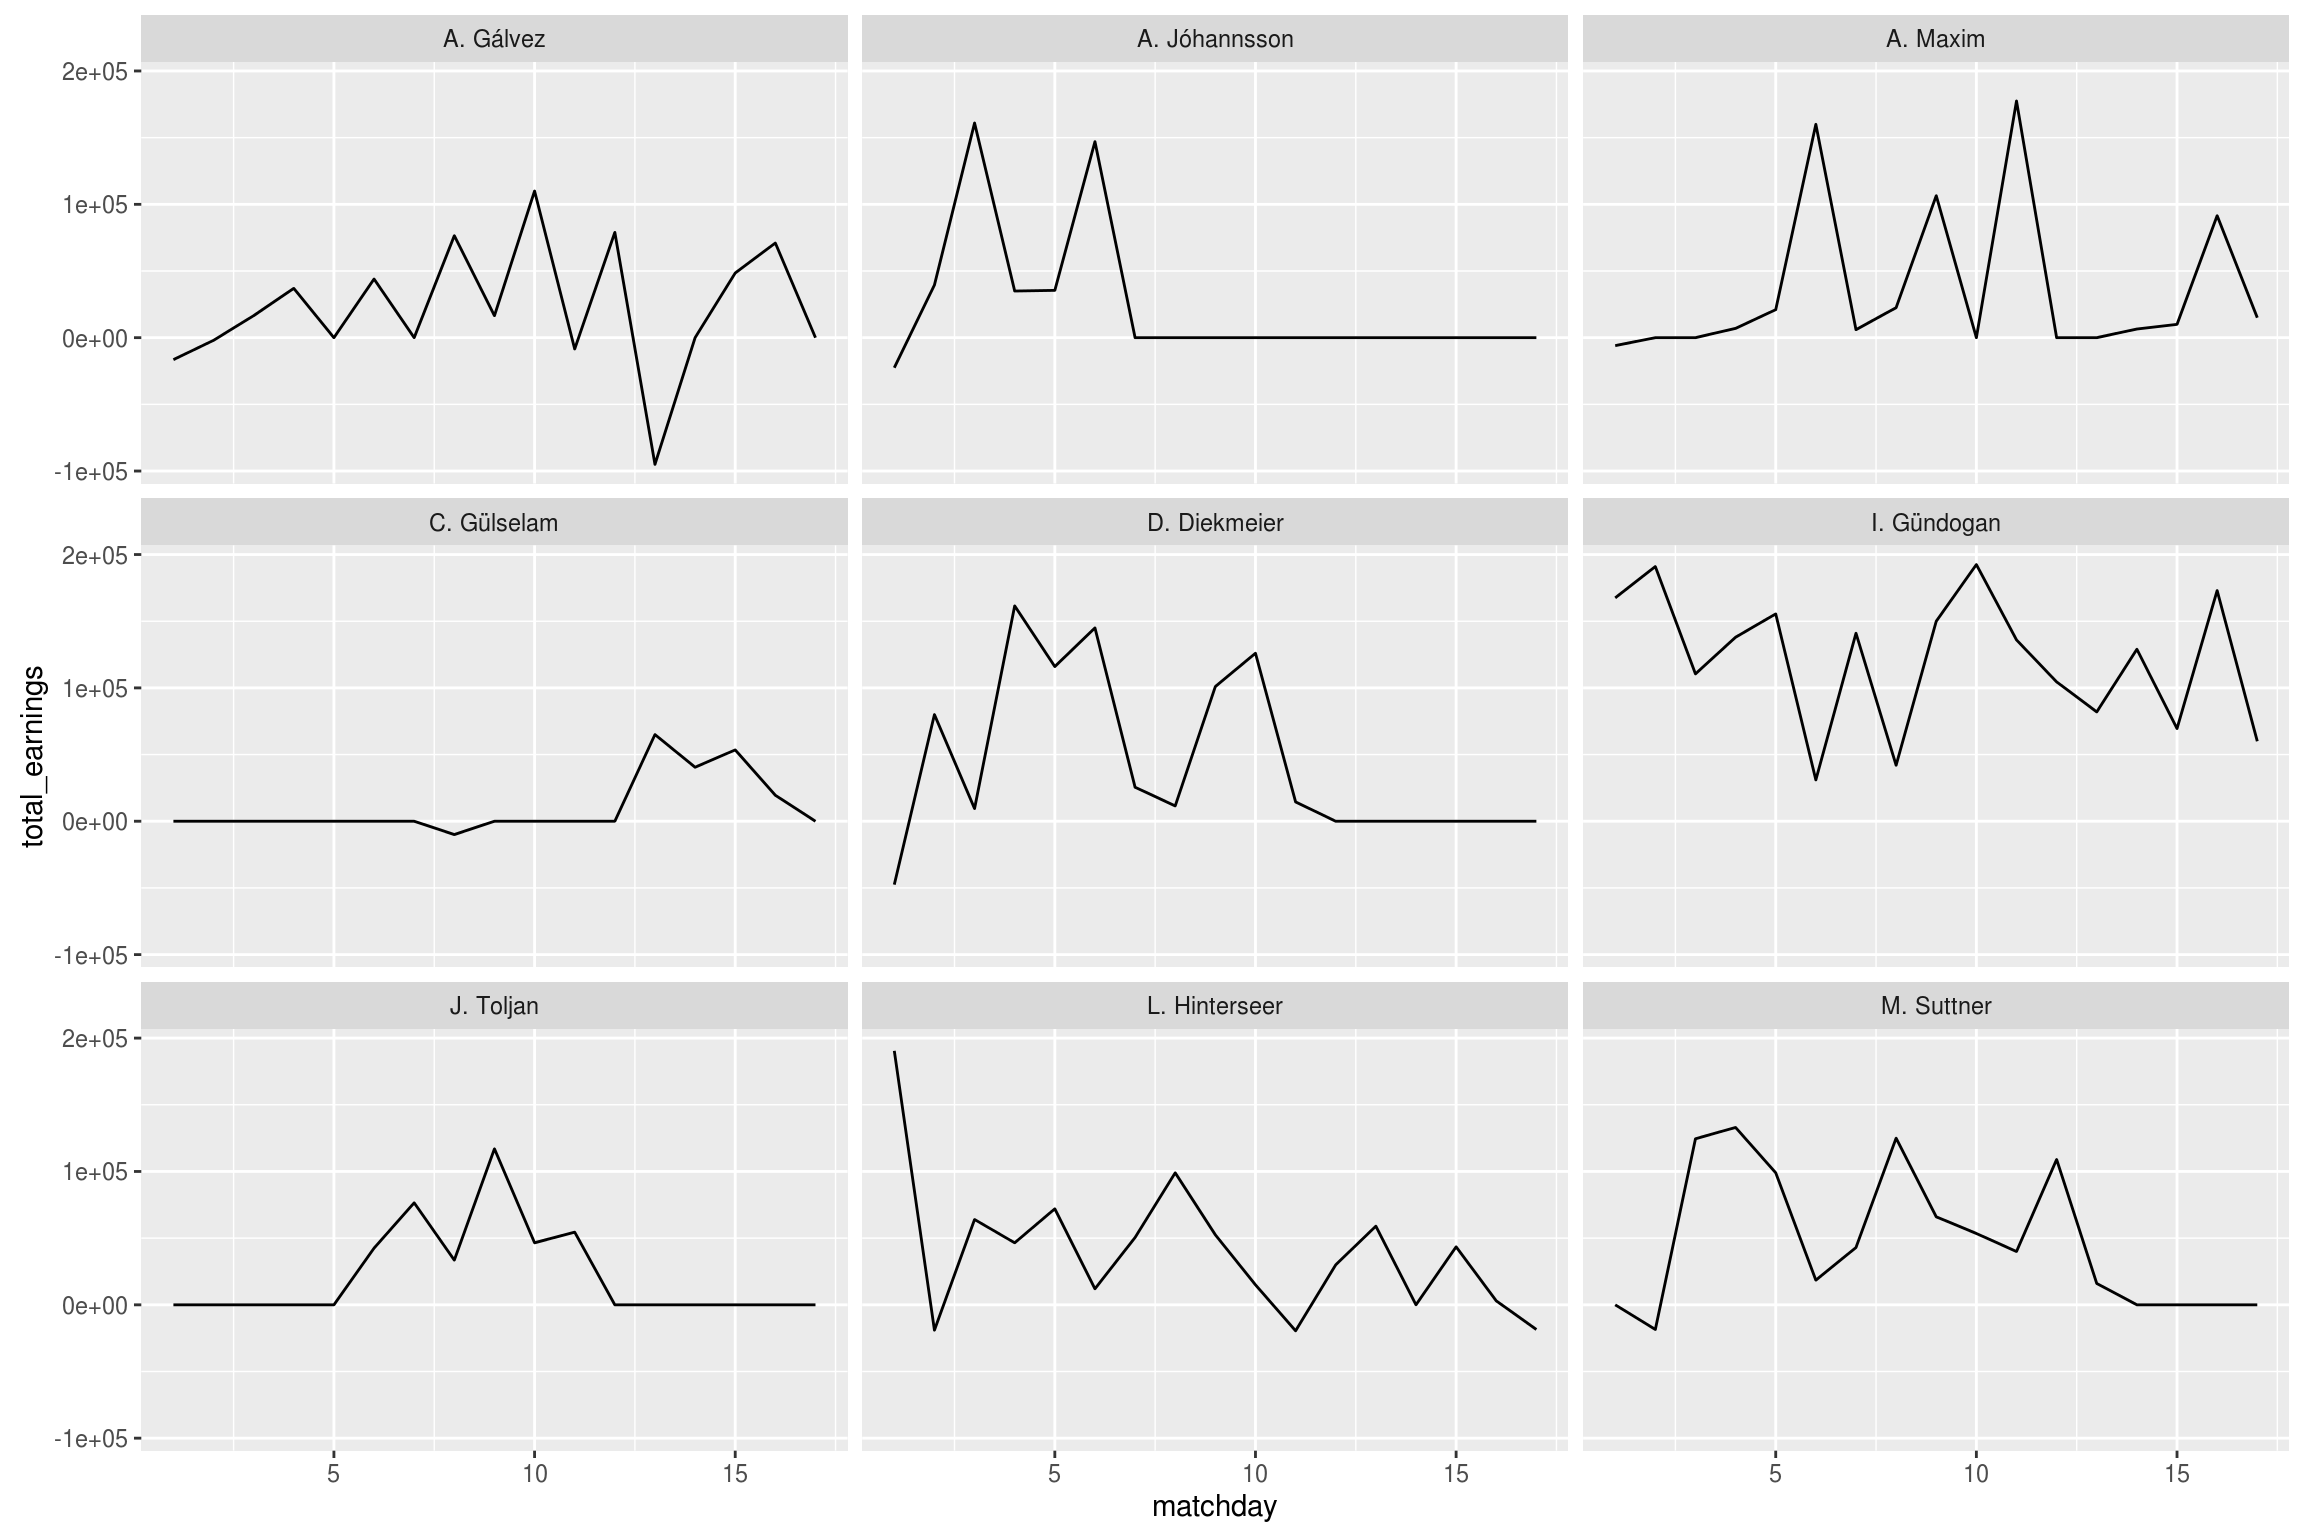 A. Gálvez
A. Jóhannsson
A. Maxim
2e+05
1e+05
0e+00
-1e+05
C. Gülselam
D. Diekmeier
I. Gündogan
2e+05
1e+05
0e+00
-1e+05
J. Toljan
L. Hinterseer
M. Suttner
2e+05
1e+05
0e+00
-1e+05
5
10
15
5
10
15
5
10
15
matchday
total_earnings